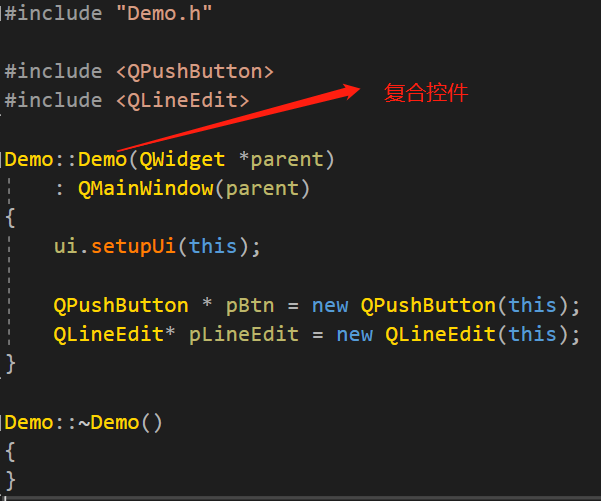 #include "Demo.h"
#include <QPushButton>
#include <QLineEdit>
复合控件
Demo::Demo(QWidget *parent)
: QMainWindow(parent)
{
ui.setupUi(this);
QPushButton * pBtn = new QPushButton(this);
QLineEdit* pLineEdit = new QLineEdit(this);
}
Demo::~Demo()
{
}